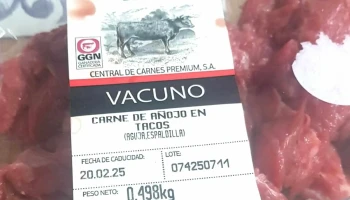 GGN
CENTRAL DE CARNES PREMIUM, S.A.
VACUNO
CARNE DE AÑOJO EN
TACOS
(AGUJA,ESPALDILLA)
FECHA DE CADUCIDAD:
20.02.25
LOTE:
074250711
PESO NETO:
0.498kg